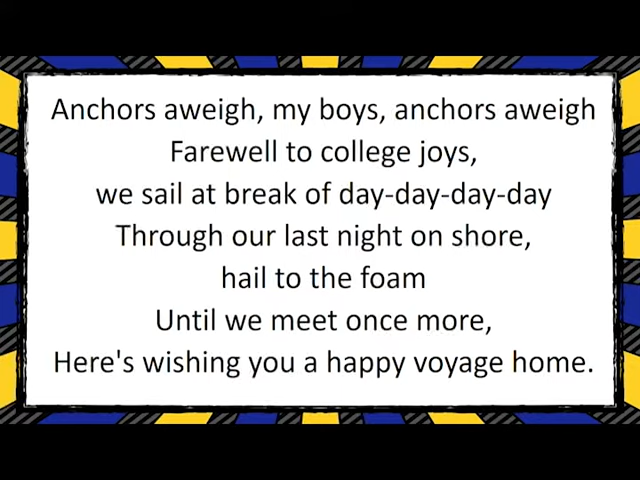 Anchors aweigh, my boys, anchors aweigh
Farewell to college joys,
we sail at break of day-day-day-day
Through our last night on shore,
hail to the foam
Until we meet once more,
Here's wishing you a happy voyage home.